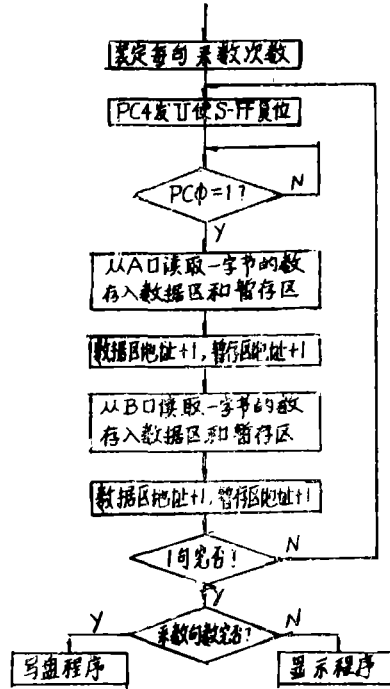 装定每句采数次数
PC4发Ⅱ使S-FF复位
PCΦ=1?
N
Y
从A口读取一字节的数
存入数据区和暂存区
数据区地址+1,暂存区地址+1
从B口读取一字节的数
存入数据区和暂存区
数据区地址+1,暂存区地址+1
1句完否?
N
Y
采数句数完否?
Y
N
写盘程序
显示程序